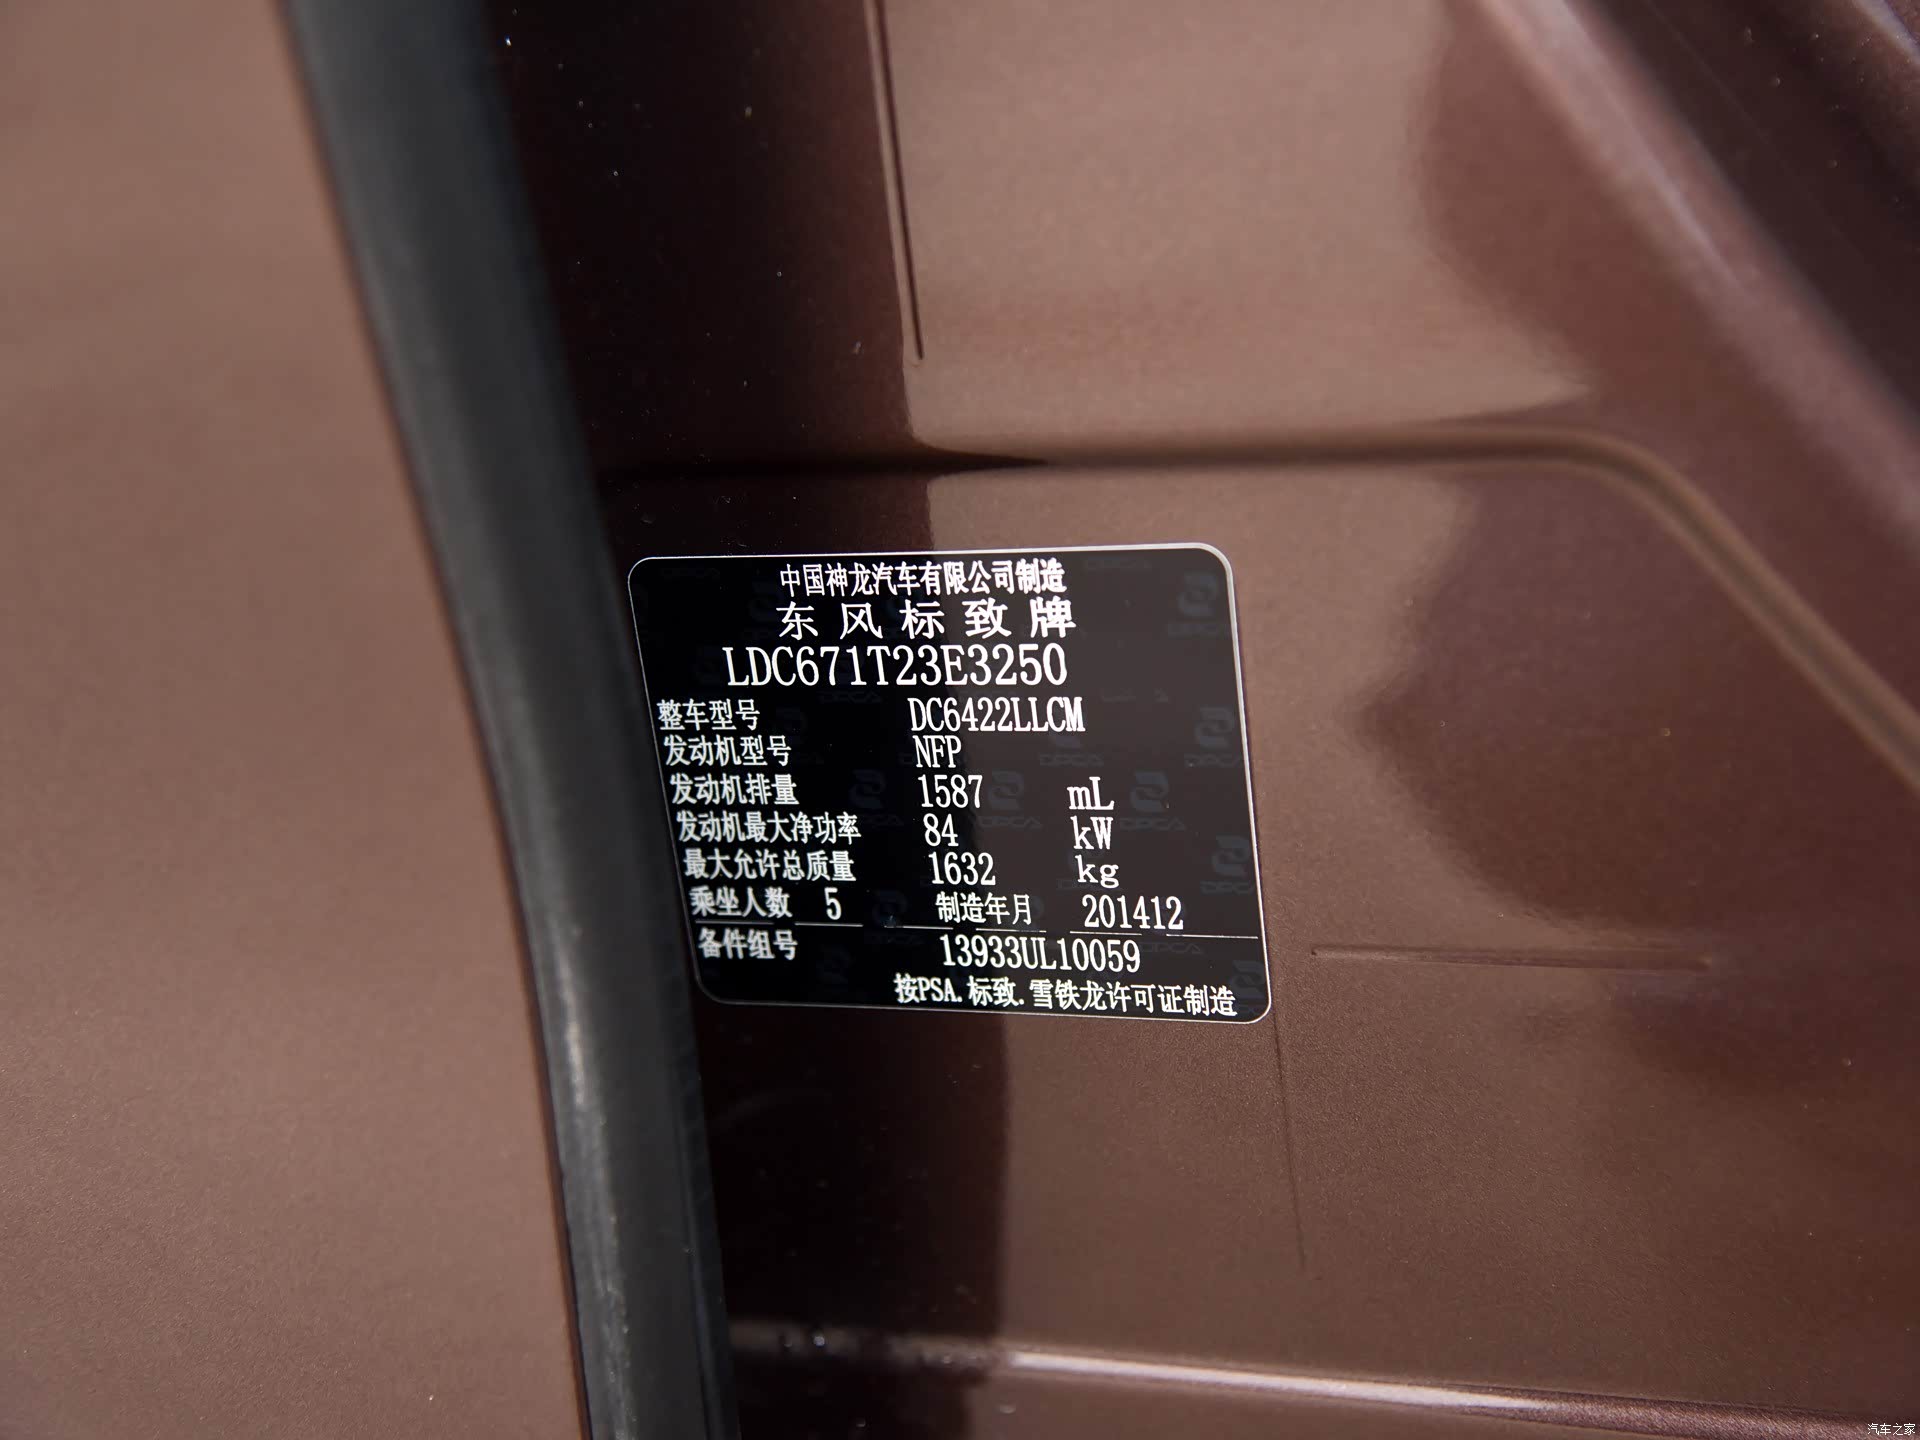 中国神龙汽车有限公司制造
东风标致牌
LDC671T23E3250
整车型号 DC6422LLCM
发动机型号 NFP
发动机排量 1587 mL
发动机最大净功率 84 kW
最大允许总质量 1632 kg
乘坐人数 5 制造年月 201412
备件组号 13933UL10059
按PSA.标致.雪铁龙许可证制造
汽车之家